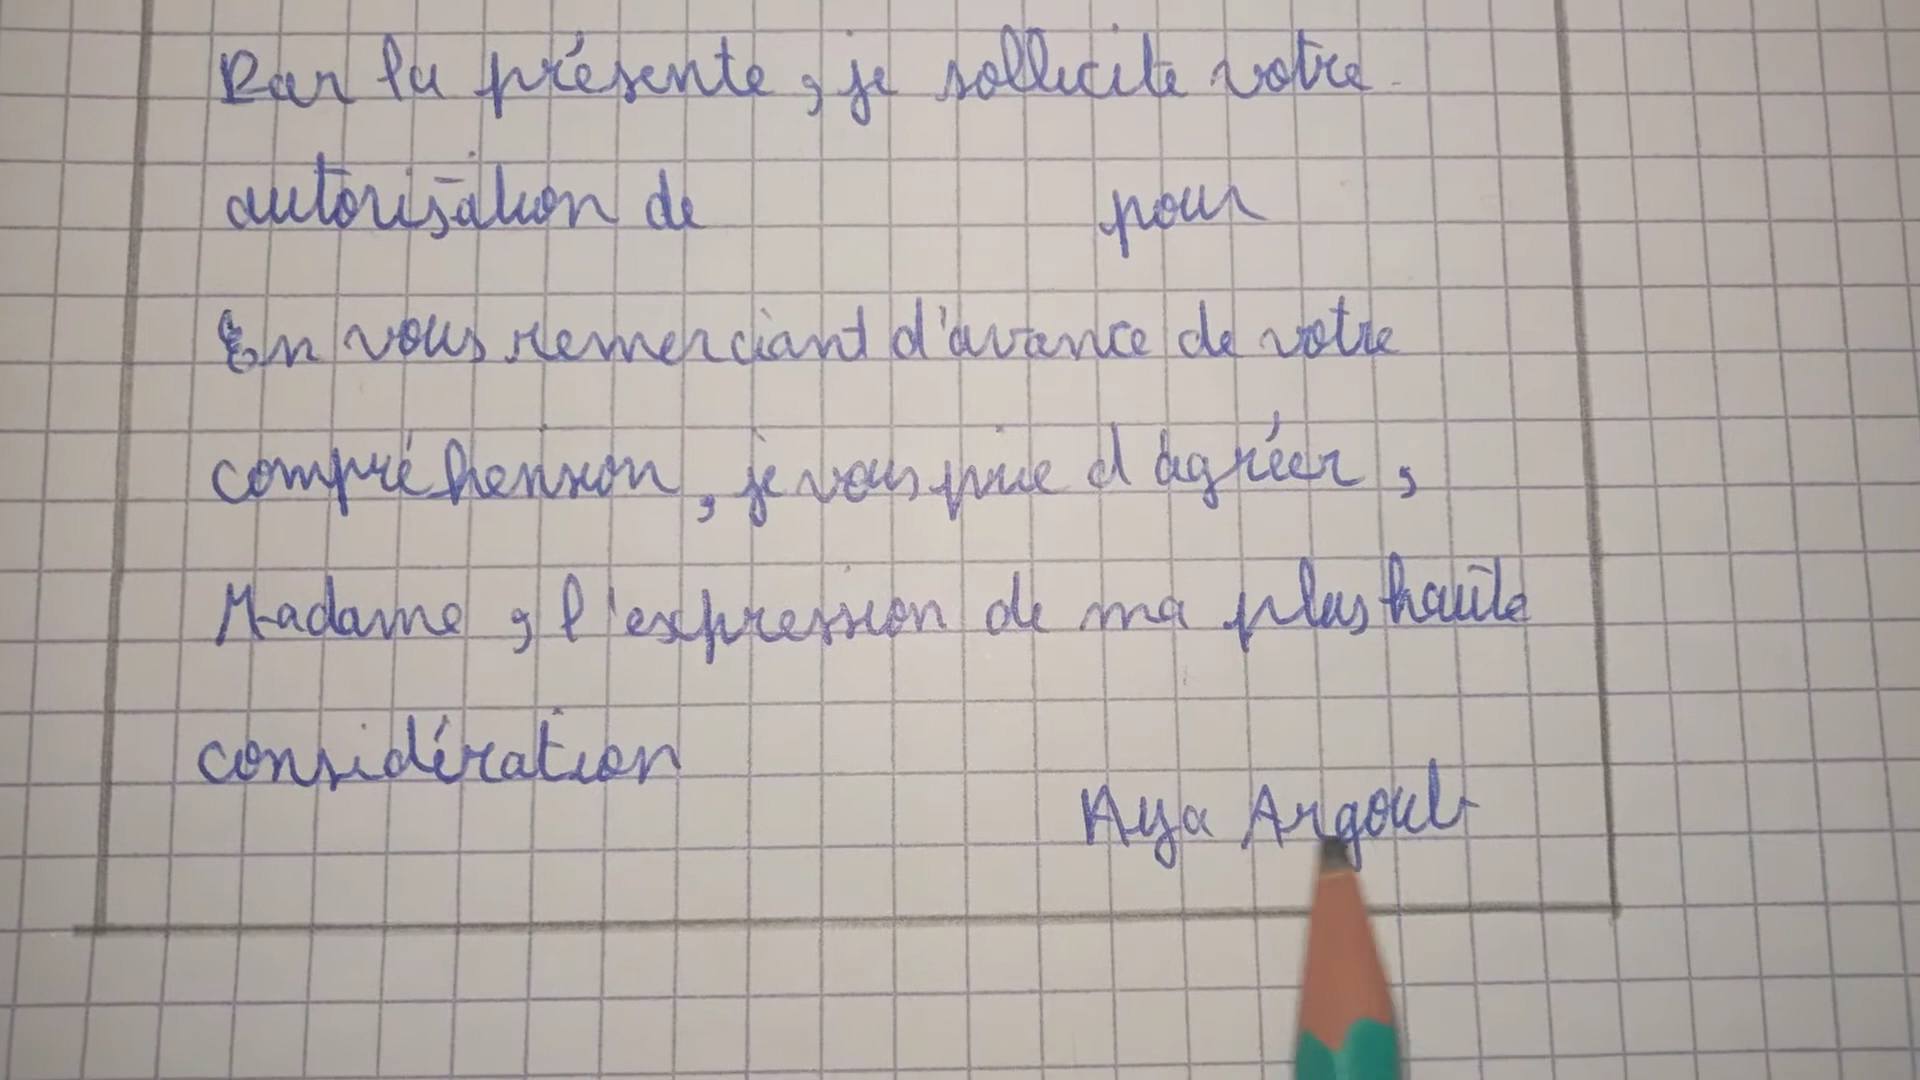 Par la présente, je sollicite votre
autorisation de pour
En vous remerciant d'avance de votre
compréhension, je vous prie d'agréer,
Madame, l'expression de ma plus haute
considération
Aya Argoub